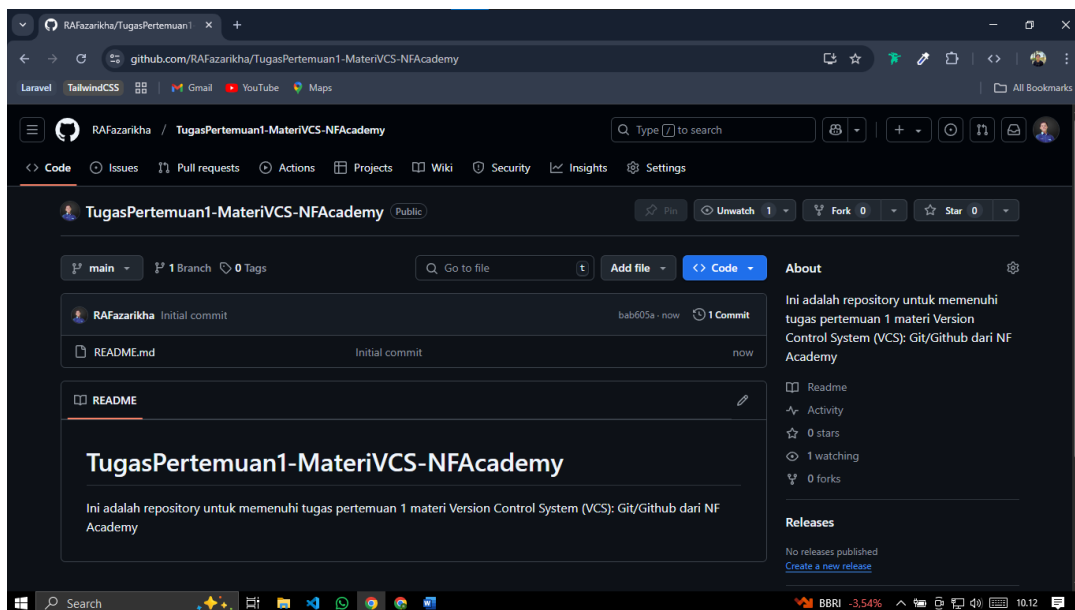 RAFazarikha/TugasPertemuan1
github.com/RAFazarikha/TugasPertemuan1-MateriVCS-NFAcademy
Laravel TailwindCSS Gmail YouTube Maps All Bookmarks
RAFazarikha / TugasPertemuan1-MateriVCS-NFAcademy Type / to search
Code Issues Pull requests Actions Projects Wiki Security Insights Settings
TugasPertemuan1-MateriVCS-NFAcademy Public Pin Unwatch 1 Fork 0 Star 0
main 1 Branch 0 Tags Go to file t Add file Code
RAFazarikha Initial commit bab605a · now 1 Commit
README.md Initial commit now
README
TugasPertemuan1-MateriVCS-NFAcademy
Ini adalah repository untuk memenuhi tugas pertemuan 1 materi Version Control System (VCS): Git/Github dari NF
Academy
About
Ini adalah repository untuk memenuhi
tugas pertemuan 1 materi Version
Control System (VCS): Git/Github dari NF
Academy
Readme
Activity
0 stars
1 watching
0 forks
Releases
No releases published
Create a new release
Search BBRI -3,54% 10.12